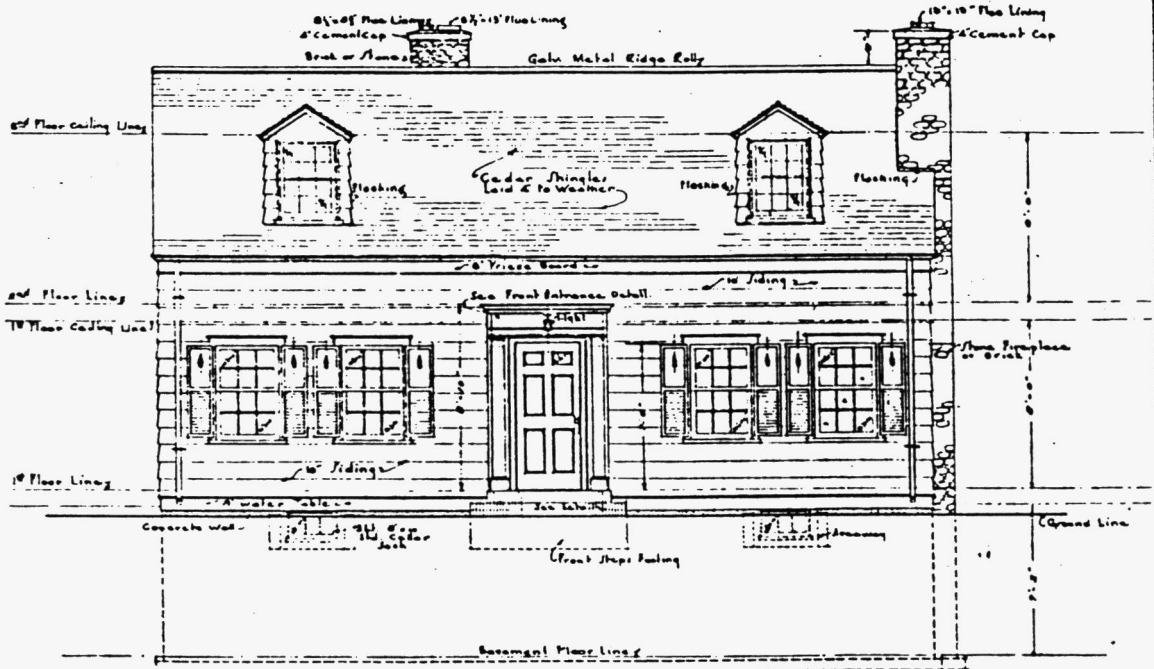 8½"x8½" Flue Lining
8½"x13" Flue Lining
4" Cement Cap
Brick or Stone
Galv. Metal Ridge Roll
Flue Lining
4" Cement Cap
2nd Floor Ceiling Line
Flashing
Cedar Shingles
Laid to Weather
Flashing
Flashing
8" Frieze Board
10" Siding
2nd Floor Line
See Front Entrance Detail
Light
1st Floor Ceiling Line
Stone Fireplace
or Brick
10" Siding
1st Floor Line
Water Table
See Detail
Concrete Wall
Cedar
Sash
Areaway
Ground Line
Front Steps Footing
Basement Floor Line